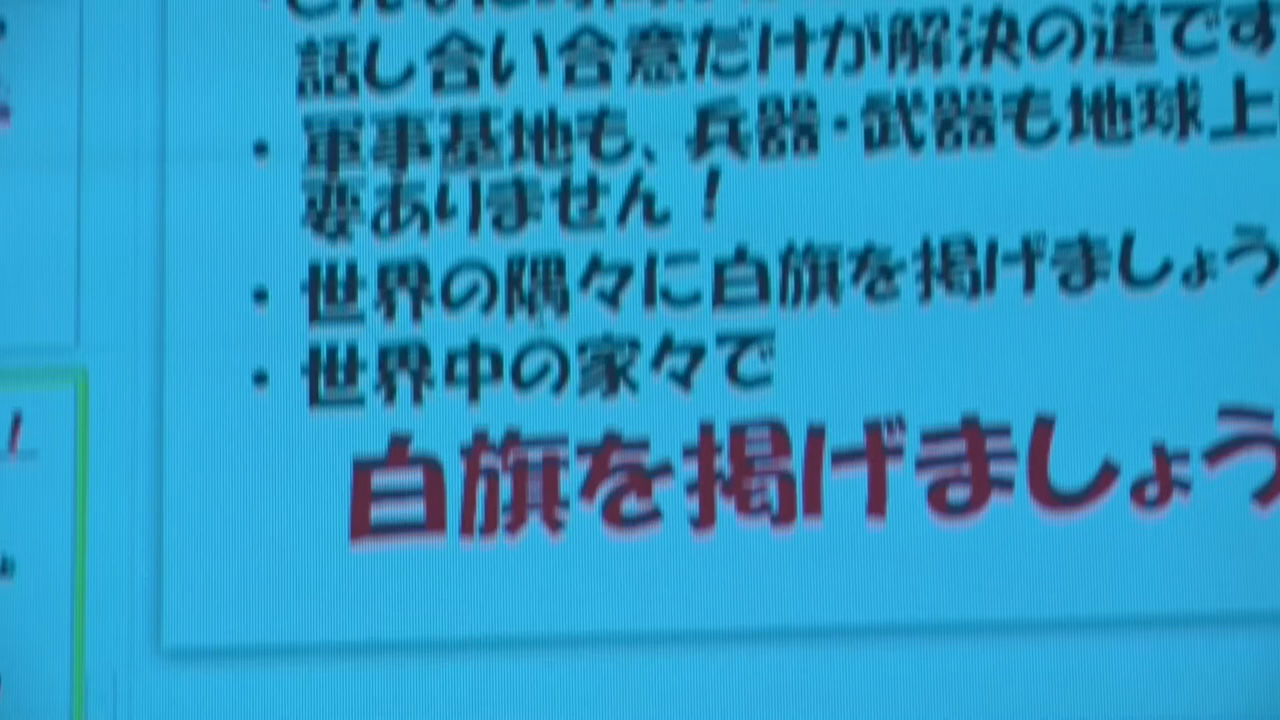 話し合い合意だけが解決の道です
・軍事基地も、兵器・武器も地球上
要ありません！
・世界の隅々に白旗を掲げましょう
・世界中の家々で
白旗を掲げましょう
！